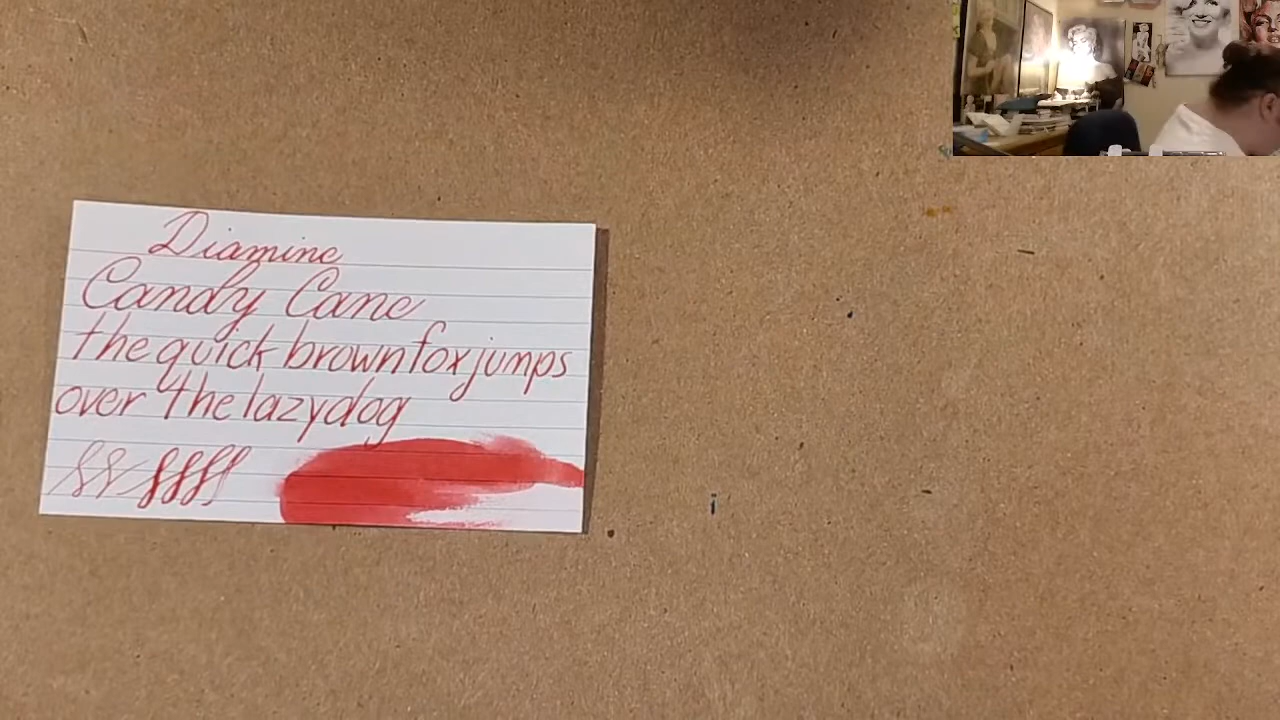 Diamine
Candy Cane
the quick brown fox jumps
over the lazy dog